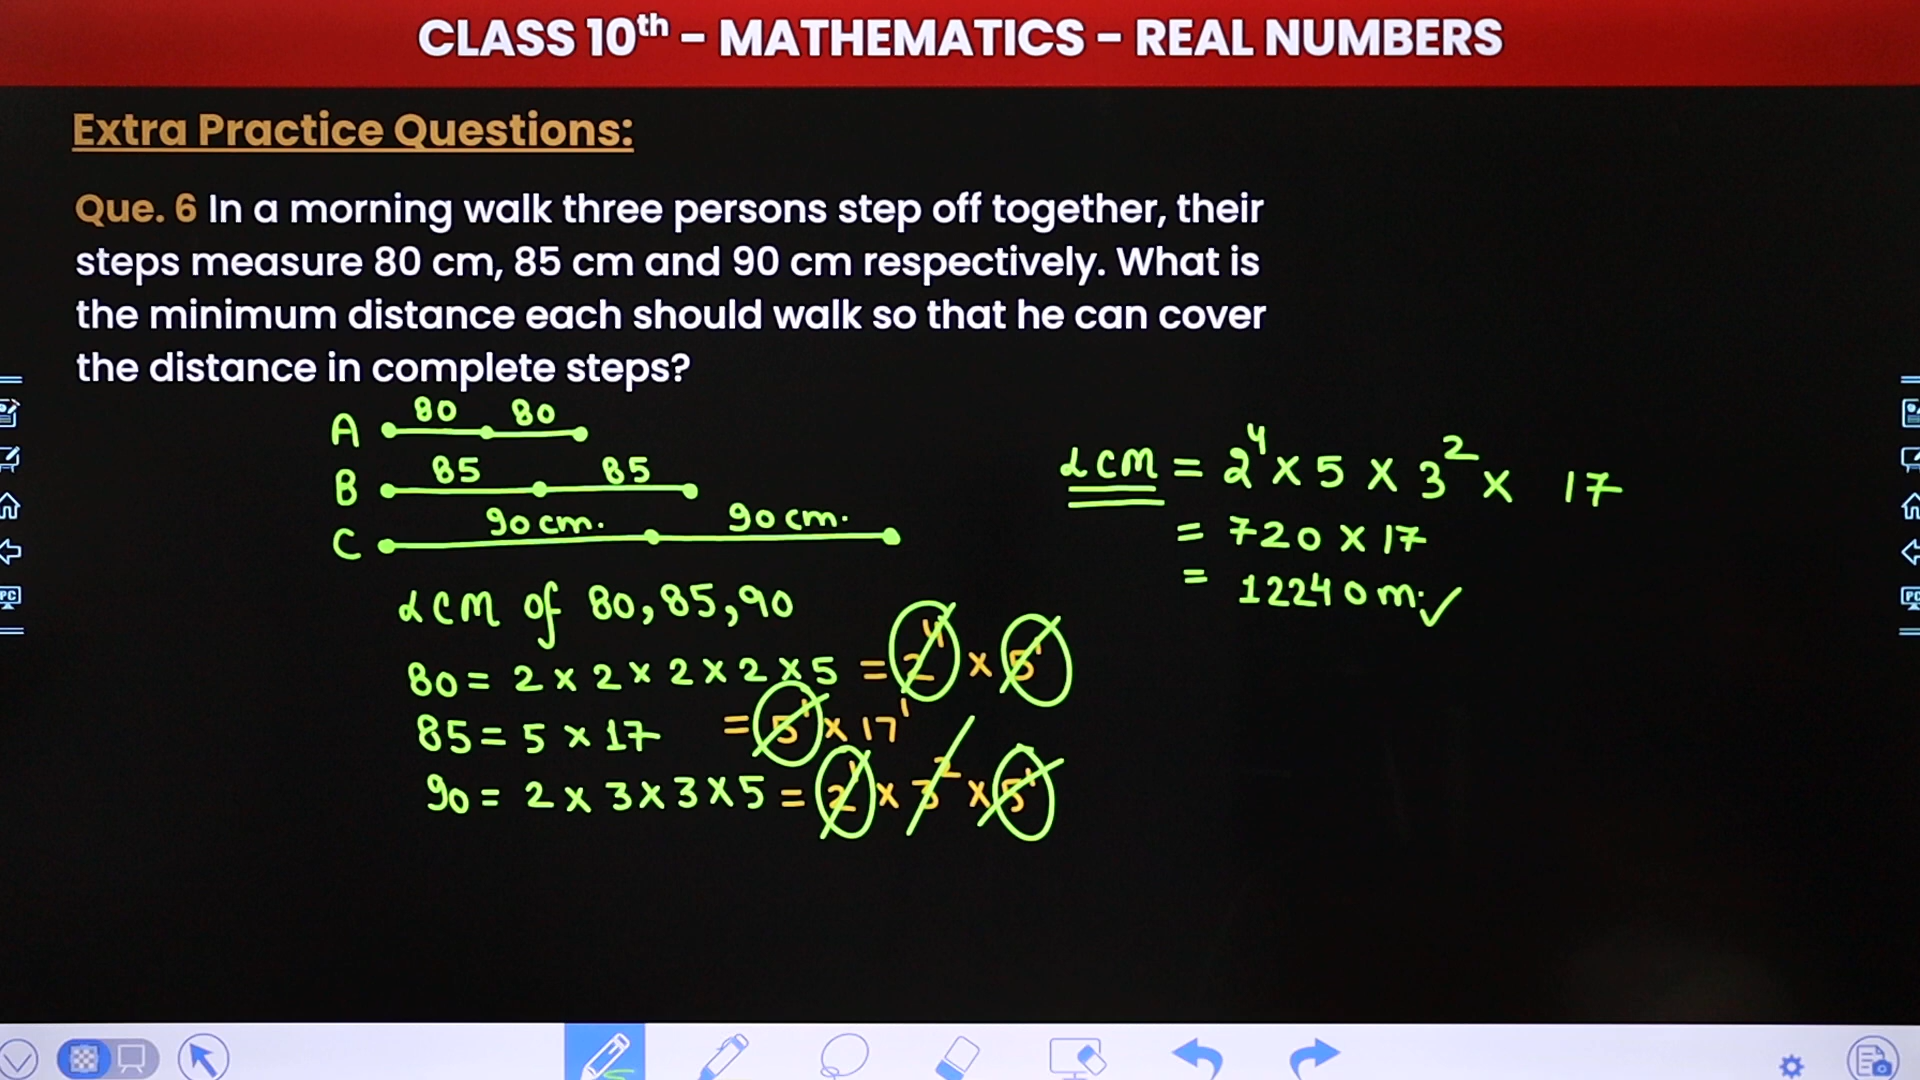 CLASS 10th – MATHEMATICS – REAL NUMBERS
Extra Practice Questions:
Que. 6 In a morning walk three persons step off together, their
steps measure 80 cm, 85 cm and 90 cm respectively. What is
the minimum distance each should walk so that he can cover
the distance in complete steps?
A 80 80
B 85 85
C 90 cm. 90 cm.
LCM of 80, 85, 90
80 = 2 × 2 × 2 × 2 × 5 = 2⁴ × 5¹
85 = 5 × 17 = 5¹ × 17¹
90 = 2 × 3 × 3 × 5 = 2¹ × 3² × 5¹
LCM = 2⁴ × 5 × 3² × 17
= 720 × 17
= 12240 m. ✓
PC
PC